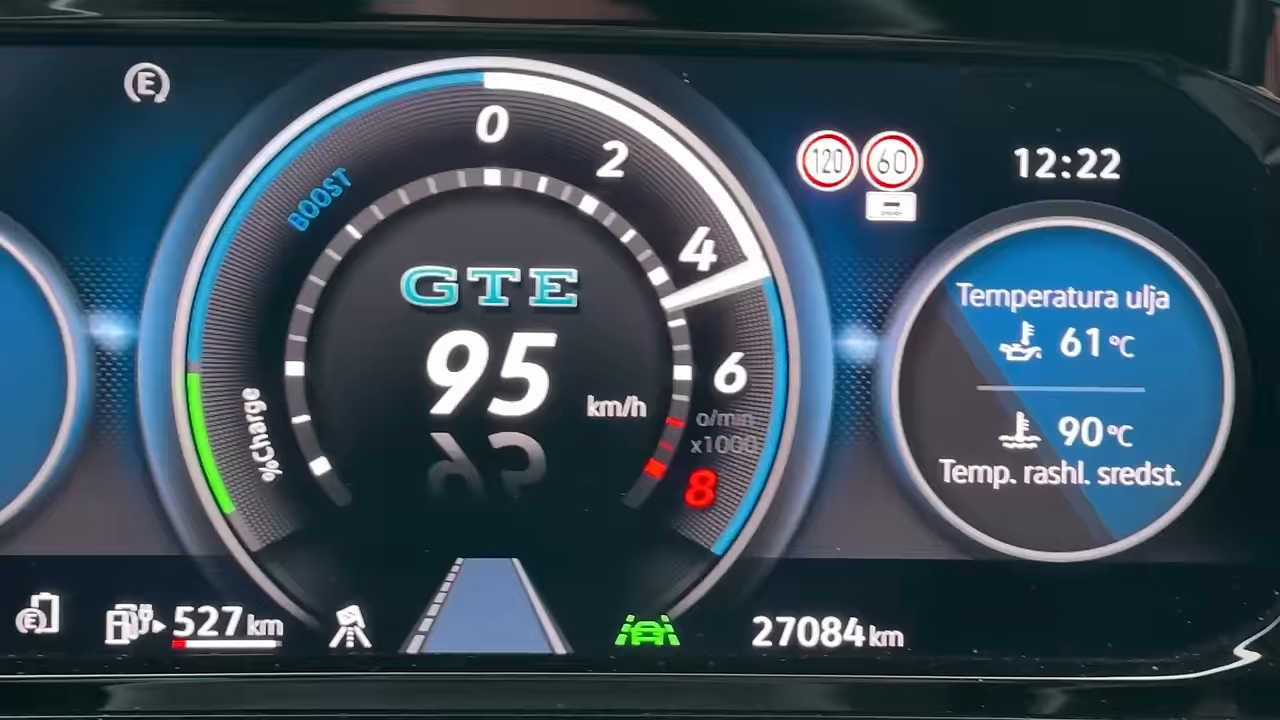 E
0
2
4
6
8
BOOST
%Charge
GTE
95
km/h
o/min
x1000
120
60
12:22
Temperatura ulja
61 °C
90 °C
Temp. rashl. sredst.
E
527 km
27084 km